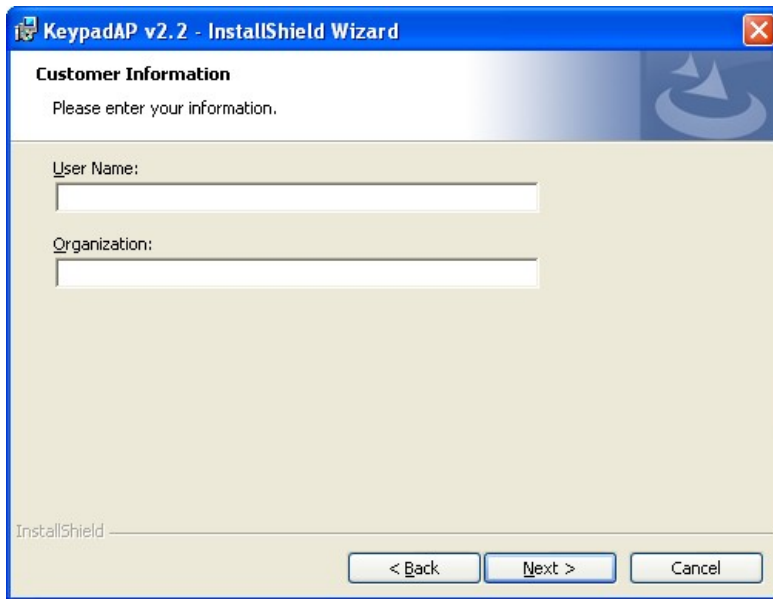 KeypadAP v2.2 - InstallShield Wizard
Customer Information
Please enter your information.
User Name:
Organization:
InstallShield
< Back
Next >
Cancel